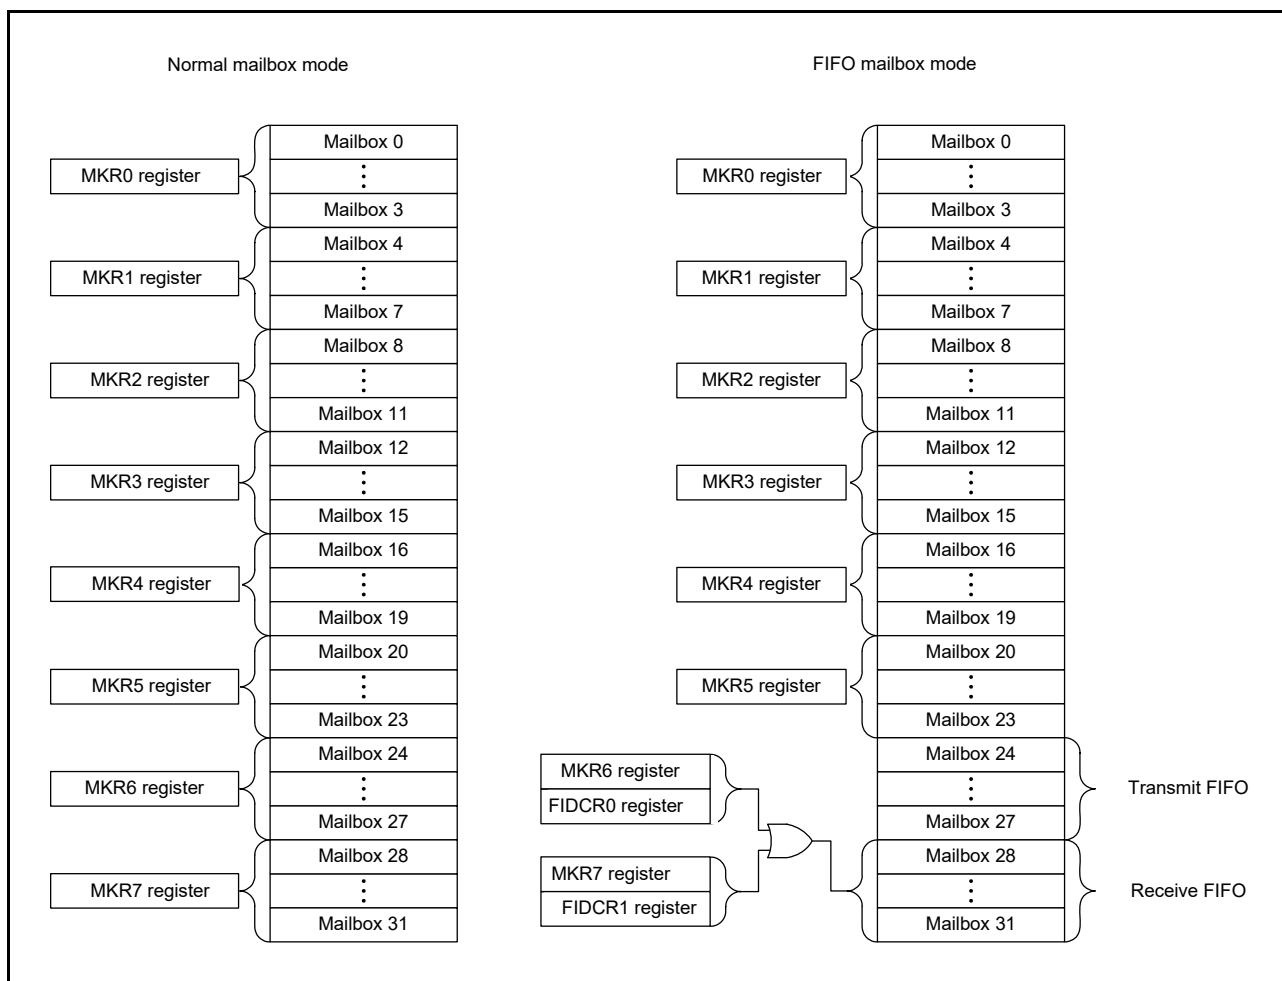 Normal mailbox mode
MKR0 register
MKR1 register
MKR2 register
MKR3 register
MKR4 register
MKR5 register
MKR6 register
MKR7 register
Mailbox 0
Mailbox 3
Mailbox 4
Mailbox 7
Mailbox 8
Mailbox 11
Mailbox 12
Mailbox 15
Mailbox 16
Mailbox 19
Mailbox 20
Mailbox 23
Mailbox 24
Mailbox 27
Mailbox 28
Mailbox 31
FIFO mailbox mode
MKR0 register
MKR1 register
MKR2 register
MKR3 register
MKR4 register
MKR5 register
MKR6 register
FIDCR0 register
MKR7 register
FIDCR1 register
Mailbox 0
Mailbox 3
Mailbox 4
Mailbox 7
Mailbox 8
Mailbox 11
Mailbox 12
Mailbox 15
Mailbox 16
Mailbox 19
Mailbox 20
Mailbox 23
Mailbox 24
Mailbox 27
Mailbox 28
Mailbox 31
Transmit FIFO
Receive FIFO